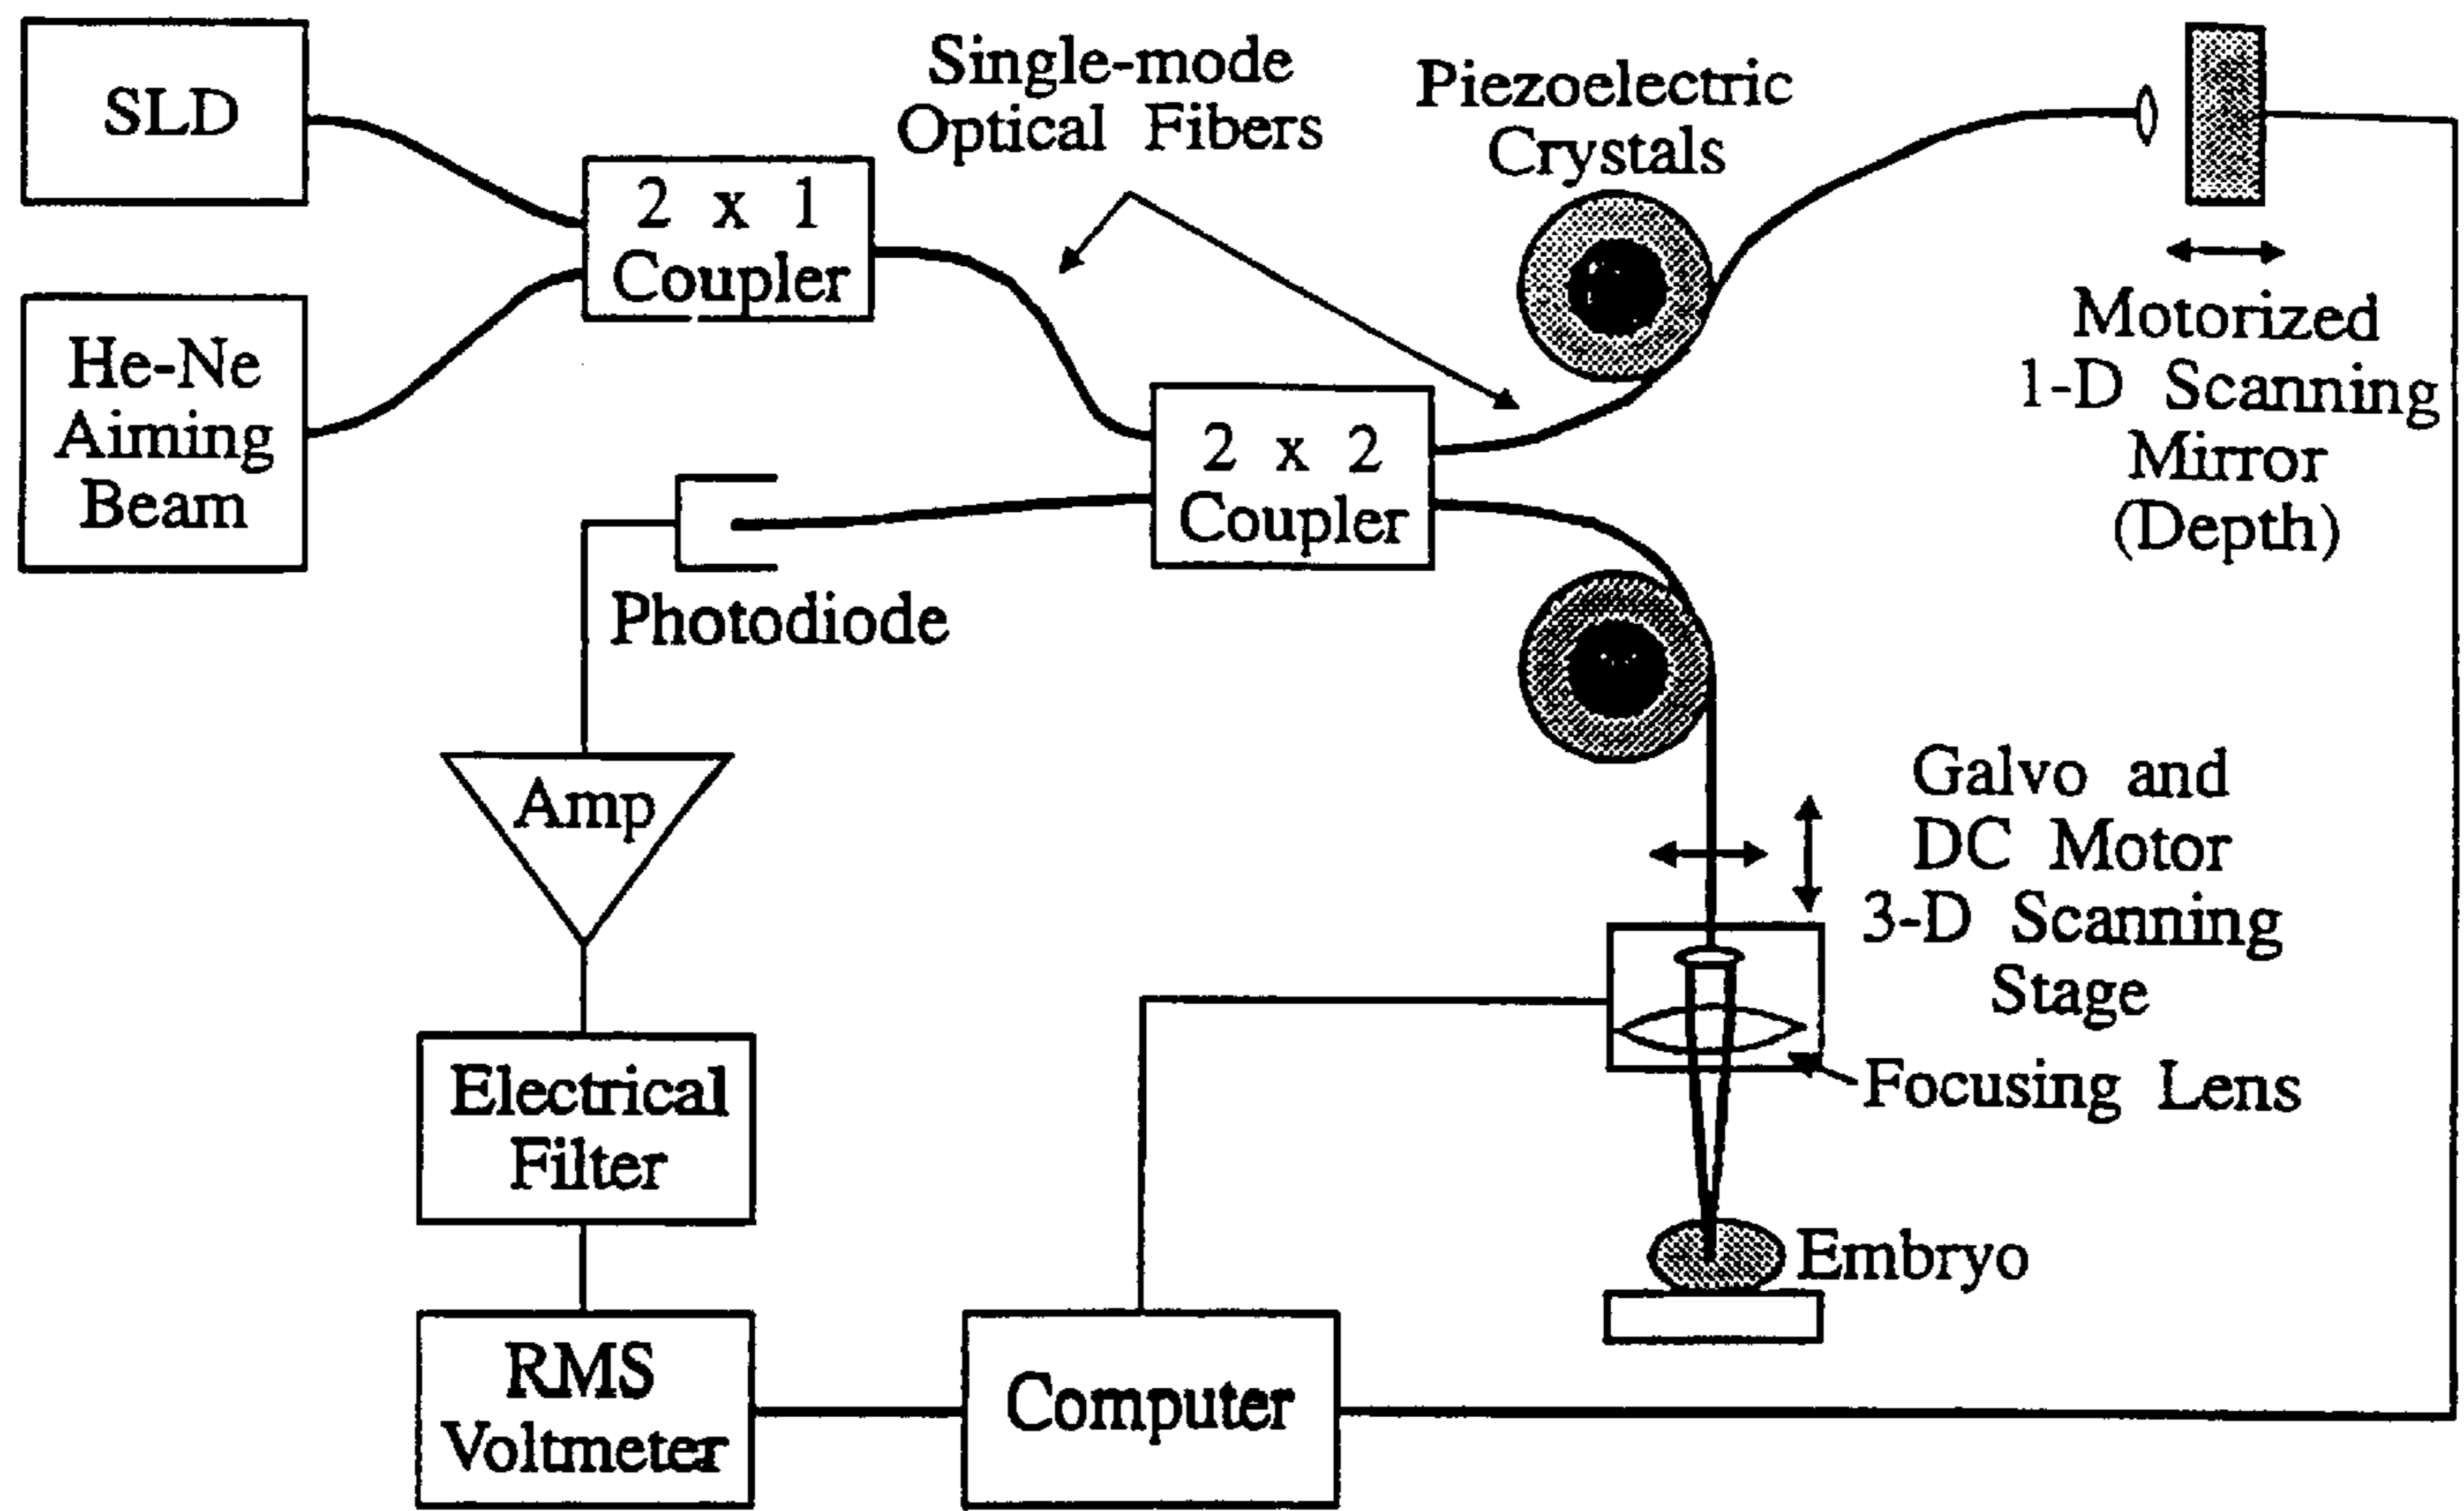 SLD
Single-mode
Optical Fibers
Piezoelectric
Crystals
2 x 1
Coupler
He-Ne
Aiming
Beam
Motorized
1-D Scanning
Mirror
(Depth)
2 x 2
Coupler
Photodiode
Amp
Galvo and
DC Motor
3-D Scanning
Stage
Focusing Lens
Electrical
Filter
Embryo
RMS
Voltmeter
Computer